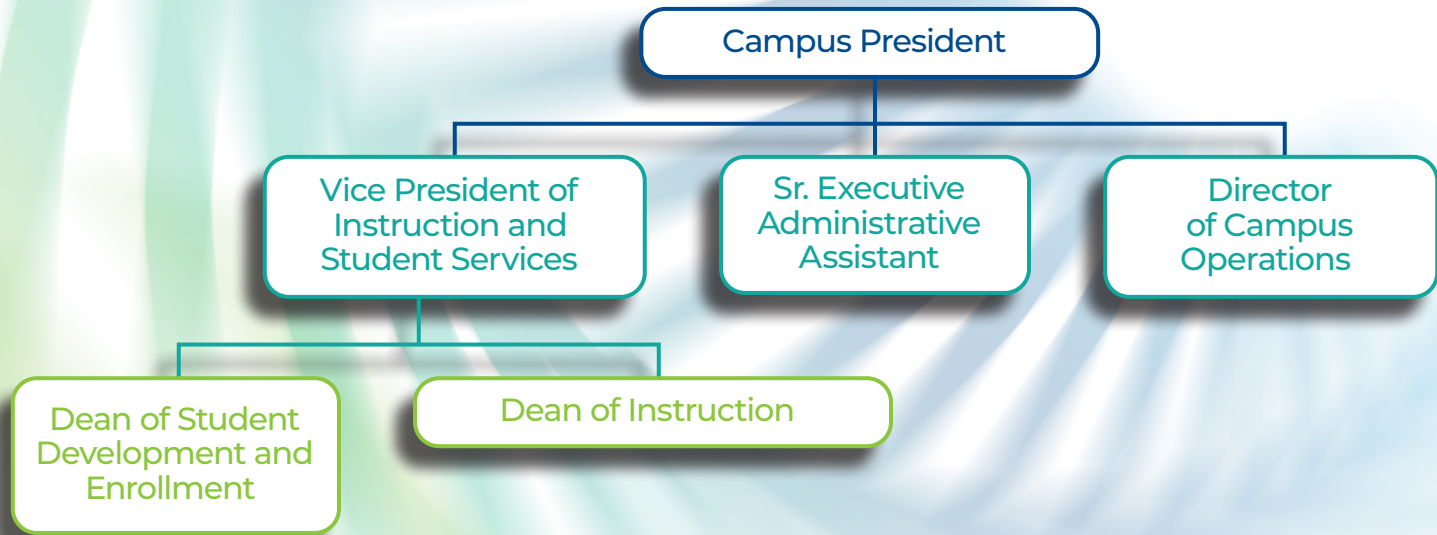 Campus President
Vice President of
Instruction and
Student Services
Sr. Executive
Administrative
Assistant
Director
of Campus
Operations
Dean of Student
Development and
Enrollment
Dean of Instruction